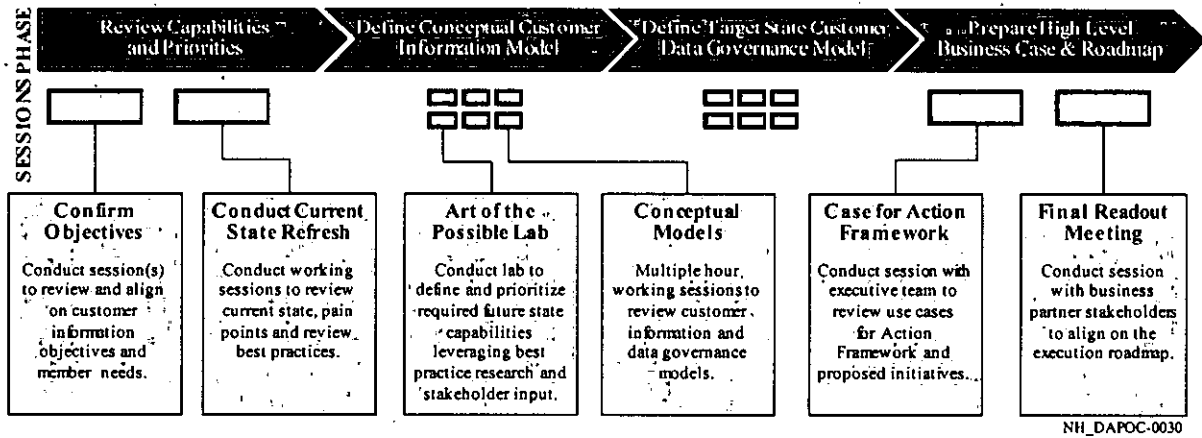 PHASE
Review Capabilities
and Priorities
Define Conceptual Customer
Information Model
Define Target State Customer
Data Governance Model
Prepare High Level
Business Case & Roadmap
SESSIONS
Confirm
Objectives
Conduct session(s)
to review and align
on customer
information
objectives and
member needs.
Conduct Current
State Refresh
Conduct working
sessions to review
current state, pain
points and review
best practices.
Art of the
Possible Lab
Conduct lab to
define and prioritize
required future state
capabilities
leveraging best
practice research and
stakeholder input.
Conceptual
Models
Multiple hour,
working sessions to
review customer
information and
data governance
models.
Case for Action
Framework
Conduct session with
executive team to
review use cases
for Action
Framework and
proposed initiatives.
Final Readout
Meeting
Conduct session
with business
partner stakeholders
to align on the
execution roadmap.
NH_DAPOC-0030